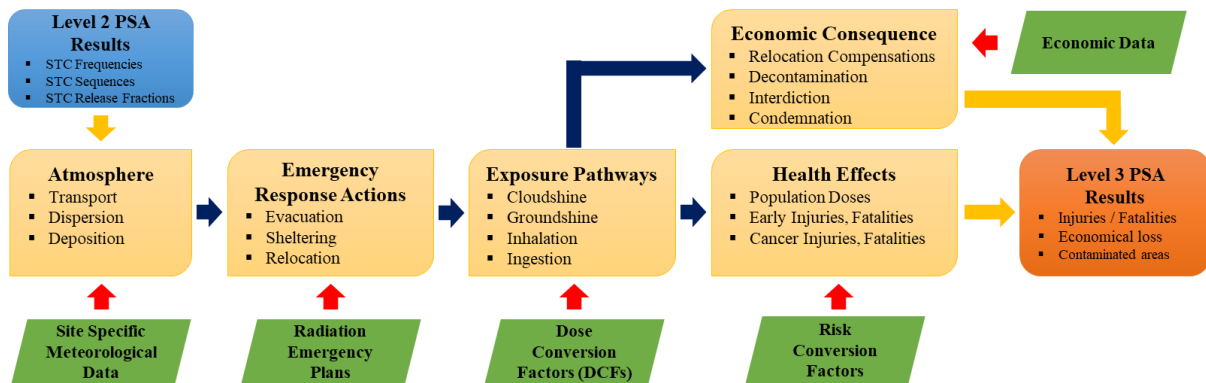 Level 2 PSA
Results
▪ STC Frequencies
▪ STC Sequences
▪ STC Release Fractions
Economic Consequence
▪ Relocation Compensations
▪ Decontamination
▪ Interdiction
▪ Condemnation
Economic Data
Atmosphere
▪ Transport
▪ Dispersion
▪ Deposition
Emergency
Response Actions
▪ Evacuation
▪ Sheltering
▪ Relocation
Exposure Pathways
▪ Cloudshine
▪ Groundshine
▪ Inhalation
▪ Ingestion
Health Effects
▪ Population Doses
▪ Early Injuries, Fatalities
▪ Cancer Injuries, Fatalities
Level 3 PSA
Results
▪ Injuries / Fatalities
▪ Economical loss
▪ Contaminated areas
Site Specific
Meteorological
Data
Radiation
Emergency
Plans
Dose
Conversion
Factors (DCFs)
Risk
Conversion
Factors